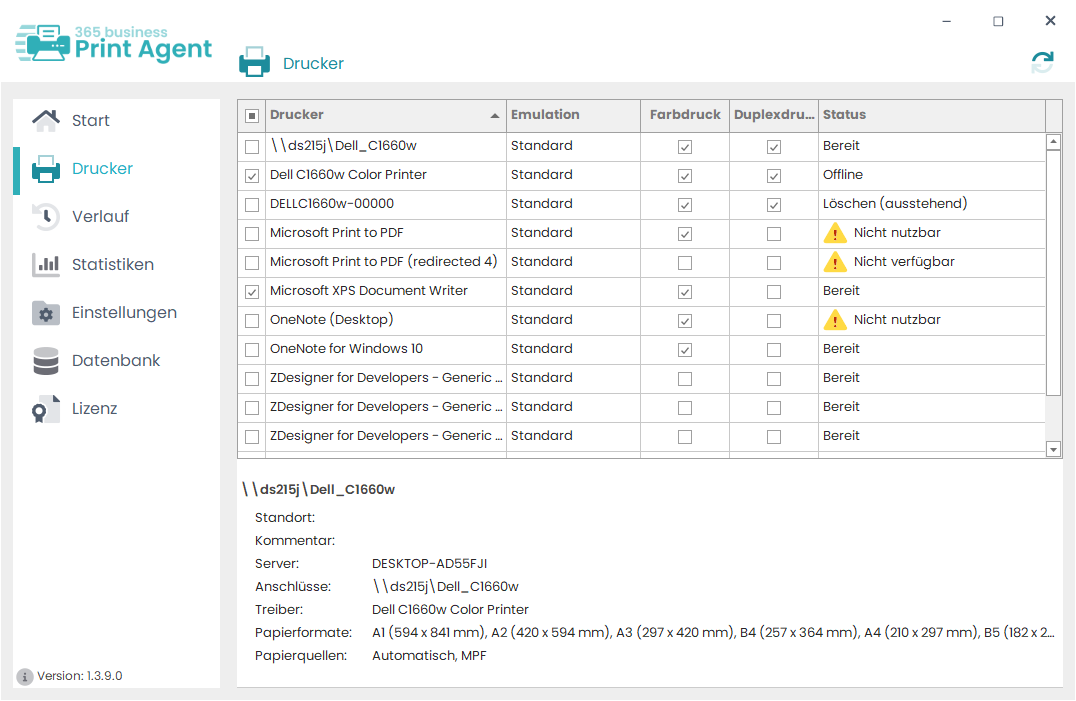 365 business
Print Agent
Drucker
Start
Drucker
Verlauf
Statistiken
Einstellungen
Datenbank
Lizenz
Version: 1.3.9.0
Drucker Emulation Farbdruck Duplexdru... Status
\\ds215j\Dell_C1660w Standard Bereit
Dell C1660w Color Printer Standard Offline
DELLC1660w-00000 Standard Löschen (ausstehend)
Microsoft Print to PDF Standard Nicht nutzbar
Microsoft Print to PDF (redirected 4) Standard Nicht verfügbar
Microsoft XPS Document Writer Standard Bereit
OneNote (Desktop) Standard Nicht nutzbar
OneNote for Windows 10 Standard Bereit
ZDesigner for Developers - Generic ... Standard Bereit
ZDesigner for Developers - Generic ... Standard Bereit
ZDesigner for Developers - Generic ... Standard Bereit
\\ds215j\Dell_C1660w
Standort:
Kommentar:
Server: DESKTOP-AD55FJI
Anschlüsse: \\ds215j\Dell_C1660w
Treiber: Dell C1660w Color Printer
Papierformate: A1 (594 x 841 mm), A2 (420 x 594 mm), A3 (297 x 420 mm), B4 (257 x 364 mm), A4 (210 x 297 mm), B5 (182 x 2...
Papierquellen: Automatisch, MPF